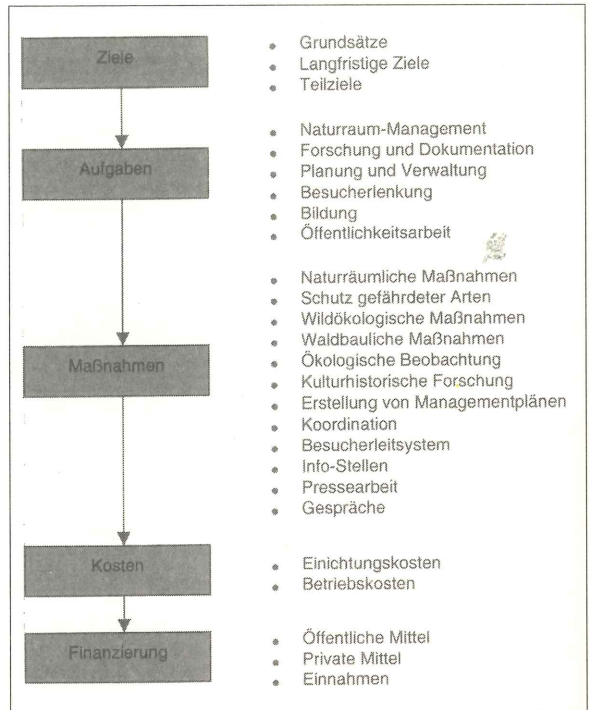 Ziele
Grundsätze
Langfristige Ziele
Teilziele
Aufgaben
Naturraum-Management
Forschung und Dokumentation
Planung und Verwaltung
Besucherlenkung
Bildung
Öffentlichkeitsarbeit
Maßnahmen
Naturräumliche Maßnahmen
Schutz gefährdeter Arten
Wildökologische Maßnahmen
Waldbauliche Maßnahmen
Ökologische Beobachtung
Kulturhistorische Forschung
Erstellung von Managementplänen
Koordination
Besucherleitsystem
Info-Stellen
Pressearbeit
Gespräche
Kosten
Einichtungskosten
Betriebskosten
Finanzierung
Öffentliche Mittel
Private Mittel
Einnahmen